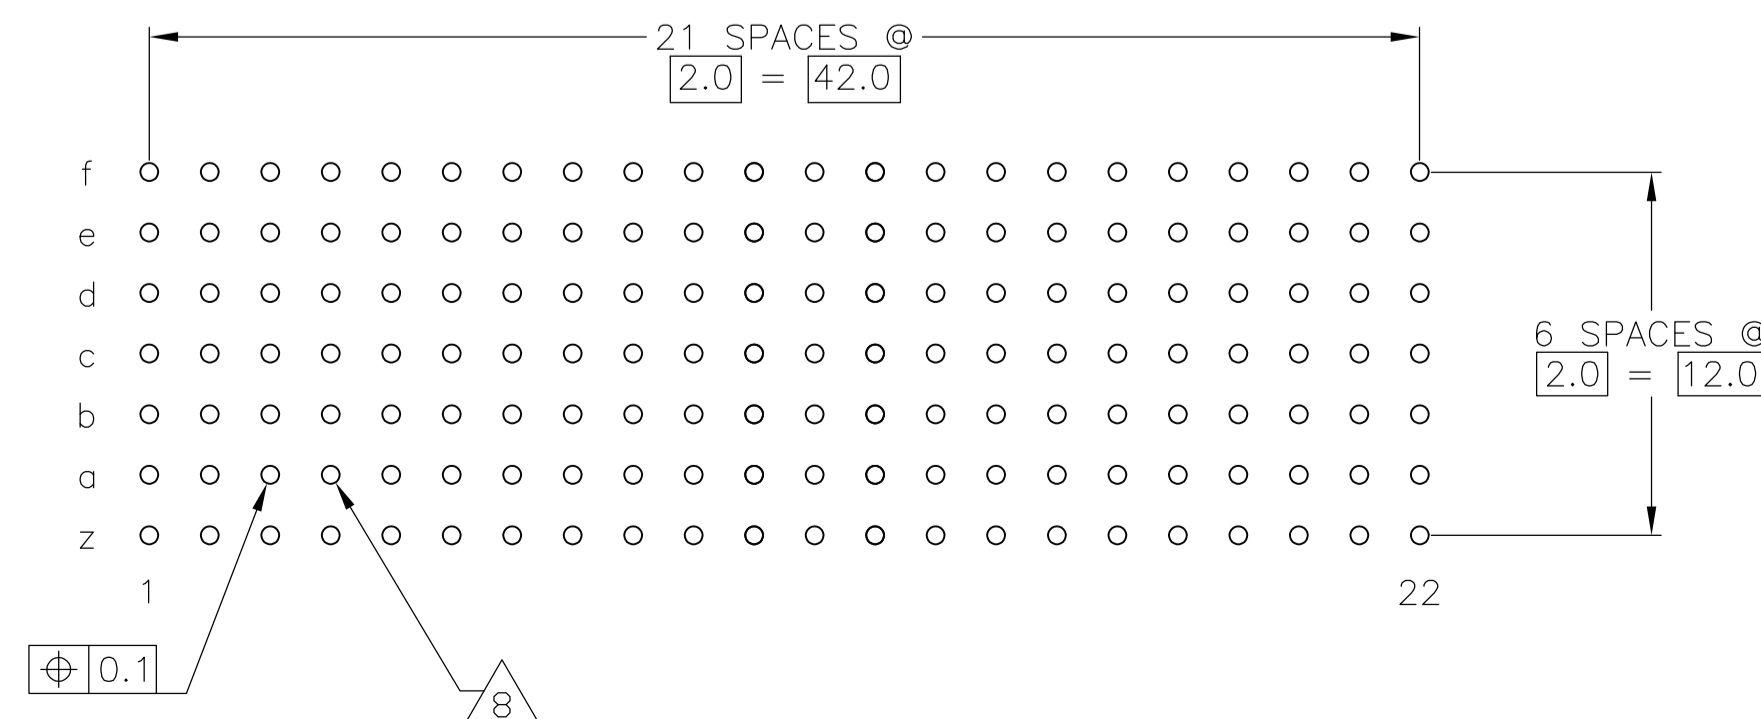 21 SPACES @
2.0 = 42.0
f
e
d
c
6 SPACES @
2.0 = 12.0
b
a
z
1
22
⌖ 0.1
8